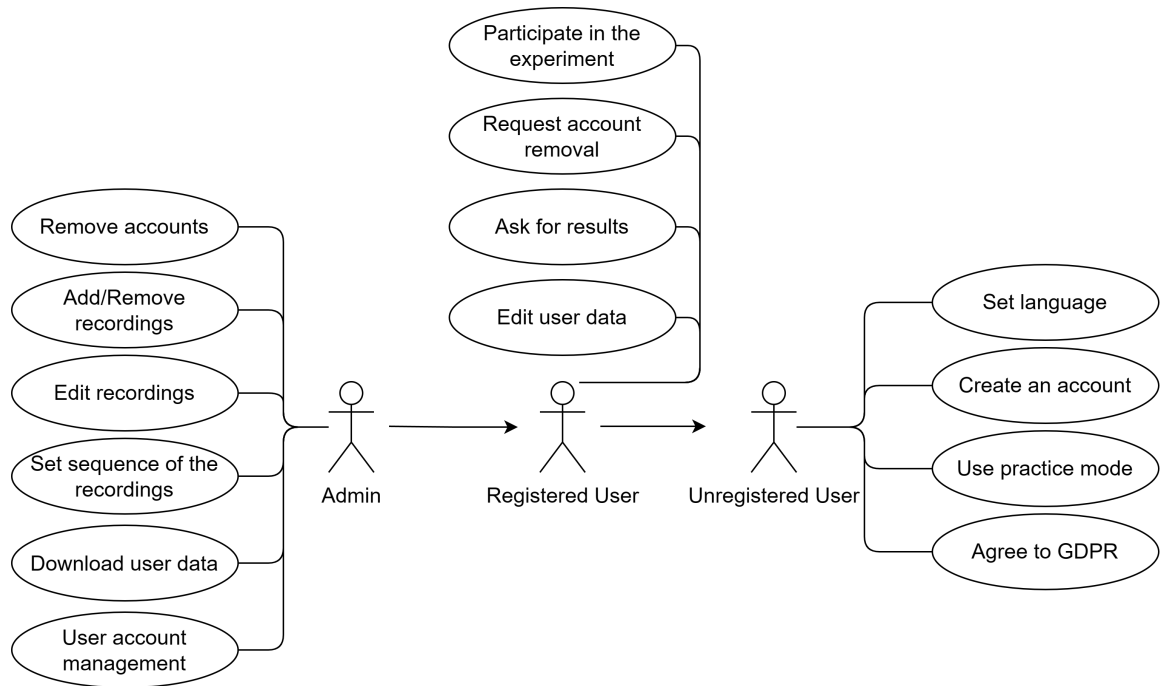 Participate in the
experiment
Request account
removal
Ask for results
Edit user data
Remove accounts
Add/Remove
recordings
Edit recordings
Set sequence of the
recordings
Download user data
User account
management
Admin
Registered User
Unregistered User
Set language
Create an account
Use practice mode
Agree to GDPR